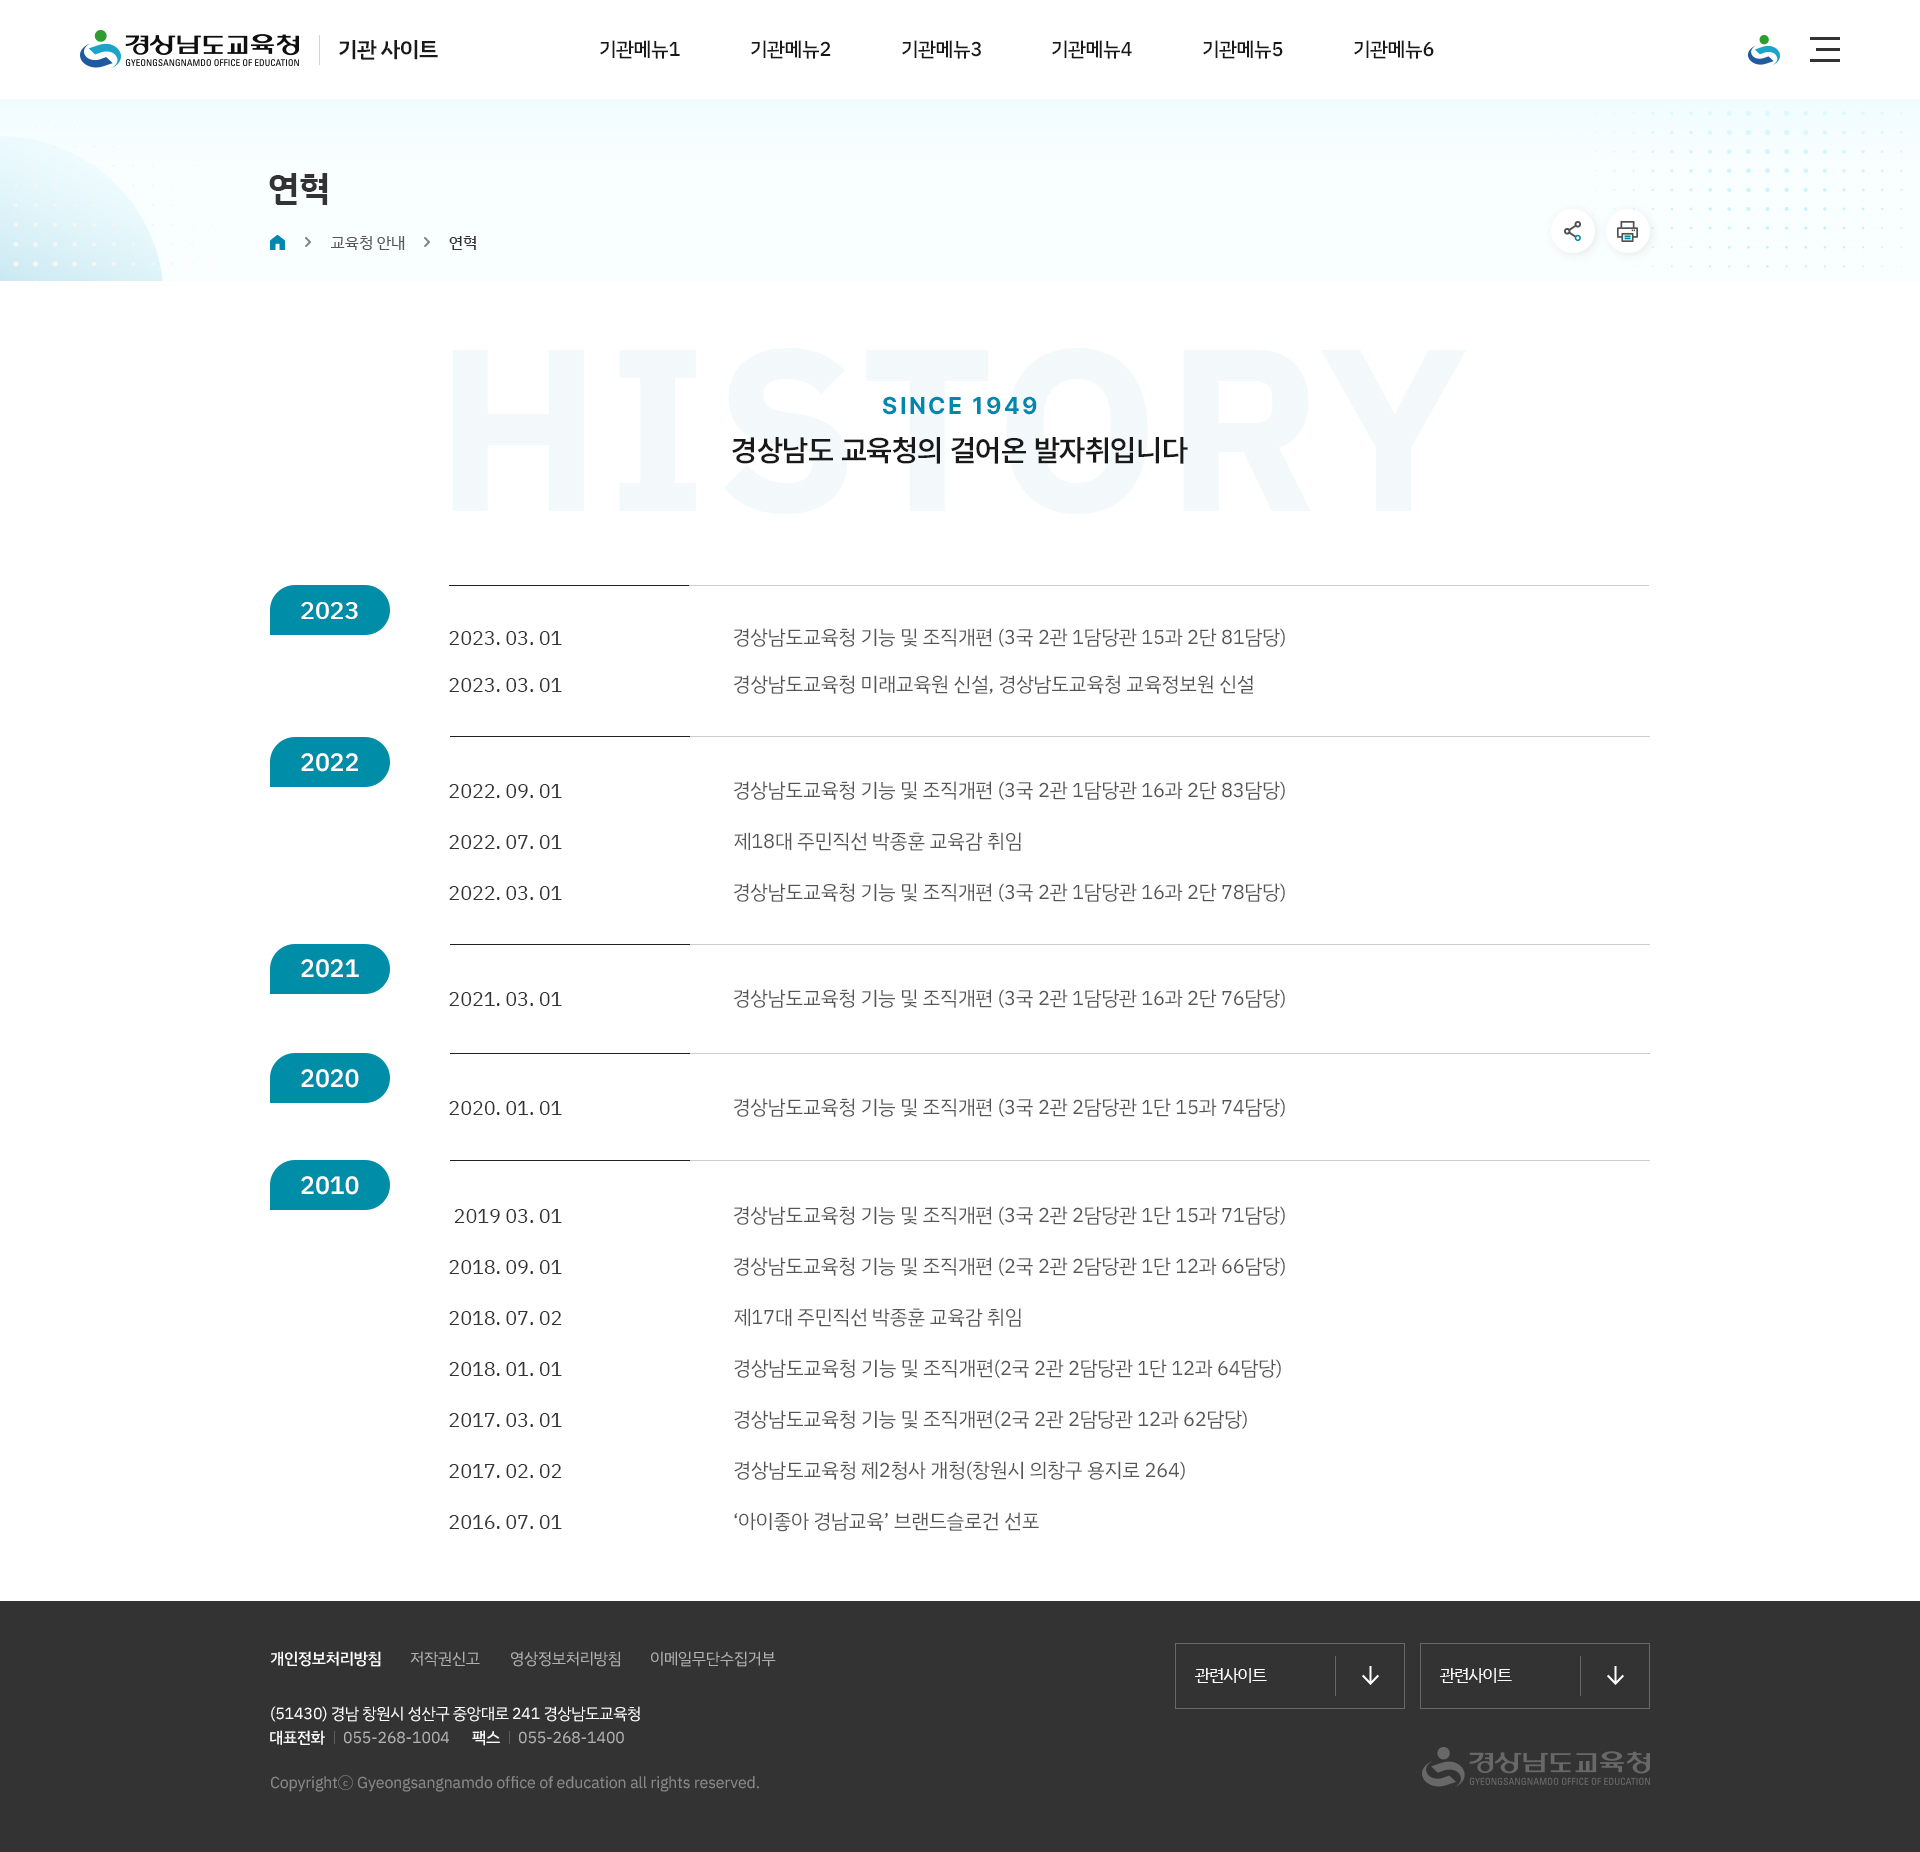 경상남도교육청
GYEONGSANGNAMDO OFFICE OF EDUCATION
기관 사이트
기관메뉴1 기관메뉴2 기관메뉴3 기관메뉴4 기관메뉴5 기관메뉴6
연혁
교육청 안내 연혁
HISTORY
SINCE 1949
경상남도 교육청의 걸어온 발자취입니다
2023
2023. 03. 01 경상남도교육청 기능 및 조직개편 (3국 2관 1담당관 15과 2단 81담당)
2023. 03. 01 경상남도교육청 미래교육원 신설, 경상남도교육청 교육정보원 신설
2022
2022. 09. 01 경상남도교육청 기능 및 조직개편 (3국 2관 1담당관 16과 2단 83담당)
2022. 07. 01 제18대 주민직선 박종훈 교육감 취임
2022. 03. 01 경상남도교육청 기능 및 조직개편 (3국 2관 1담당관 16과 2단 78담당)
2021
2021. 03. 01 경상남도교육청 기능 및 조직개편 (3국 2관 1담당관 16과 2단 76담당)
2020
2020. 01. 01 경상남도교육청 기능 및 조직개편 (3국 2관 2담당관 1단 15과 74담당)
2010
2019 03. 01 경상남도교육청 기능 및 조직개편 (3국 2관 2담당관 1단 15과 71담당)
2018. 09. 01 경상남도교육청 기능 및 조직개편 (2국 2관 2담당관 1단 12과 66담당)
2018. 07. 02 제17대 주민직선 박종훈 교육감 취임
2018. 01. 01 경상남도교육청 기능 및 조직개편(2국 2관 2담당관 1단 12과 64담당)
2017. 03. 01 경상남도교육청 기능 및 조직개편(2국 2관 2담당관 12과 62담당)
2017. 02. 02 경상남도교육청 제2청사 개청(창원시 의창구 용지로 264)
2016. 07. 01 ‘아이좋아 경남교육’ 브랜드슬로건 선포
개인정보처리방침 저작권신고 영상정보처리방침 이메일무단수집거부
관련사이트 관련사이트
(51430) 경남 창원시 성산구 중앙대로 241 경상남도교육청
대표전화 055-268-1004 팩스 055-268-1400
Copyrightⓒ Gyeongsangnamdo office of education all rights reserved.
경상남도교육청
GYEONGSANGNAMDO OFFICE OF EDUCATION